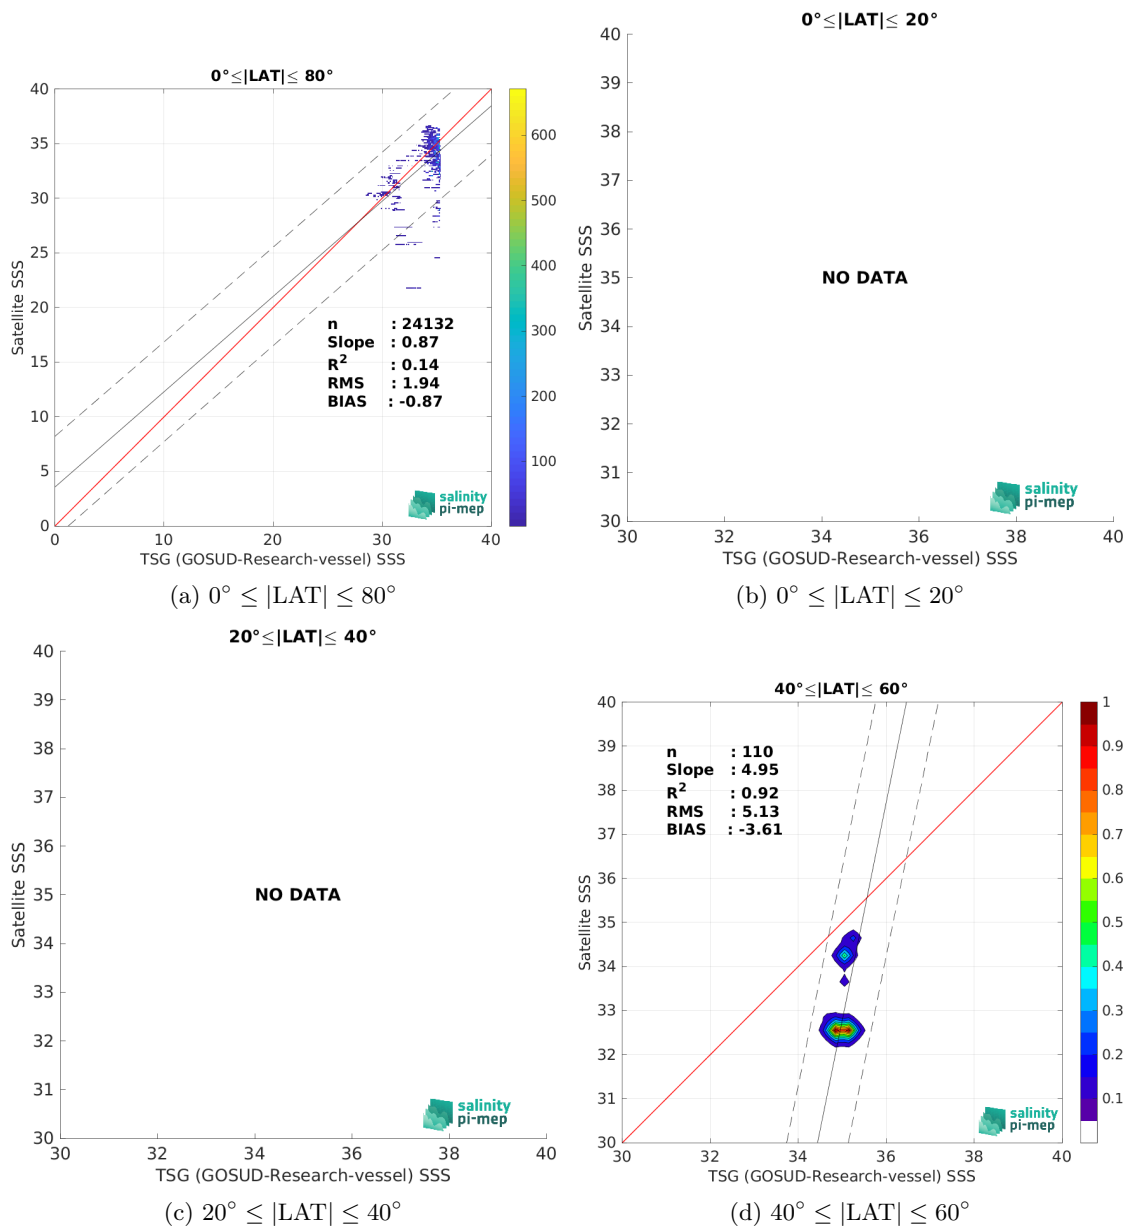 0°≤|LAT|≤ 80°
40
35
30
25
20
15
10
5
0
Satellite SSS
n : 24132
Slope : 0.87
R² : 0.14
RMS : 1.94
BIAS : -0.87
salinity
pi-mep
0 10 20 30 40
TSG (GOSUD-Research-vessel) SSS
600
500
400
300
200
100
(a) 0° ≤ |LAT| ≤ 80°
0°≤|LAT|≤ 20°
40
39
38
37
36
35
34
33
32
31
30
Satellite SSS
NO DATA
salinity
pi-mep
30 32 34 36 38 40
TSG (GOSUD-Research-vessel) SSS
(b) 0° ≤ |LAT| ≤ 20°
20°≤|LAT|≤ 40°
40
39
38
37
36
35
34
33
32
31
30
Satellite SSS
NO DATA
salinity
pi-mep
30 32 34 36 38 40
TSG (GOSUD-Research-vessel) SSS
(c) 20° ≤ |LAT| ≤ 40°
40°≤|LAT|≤ 60°
40
39
38
37
36
35
34
33
32
31
30
Satellite SSS
n : 110
Slope : 4.95
R² : 0.92
RMS : 5.13
BIAS : -3.61
salinity
pi-mep
30 32 34 36 38 40
TSG (GOSUD-Research-vessel) SSS
1
0.9
0.8
0.7
0.6
0.5
0.4
0.3
0.2
0.1
(d) 40° ≤ |LAT| ≤ 60°